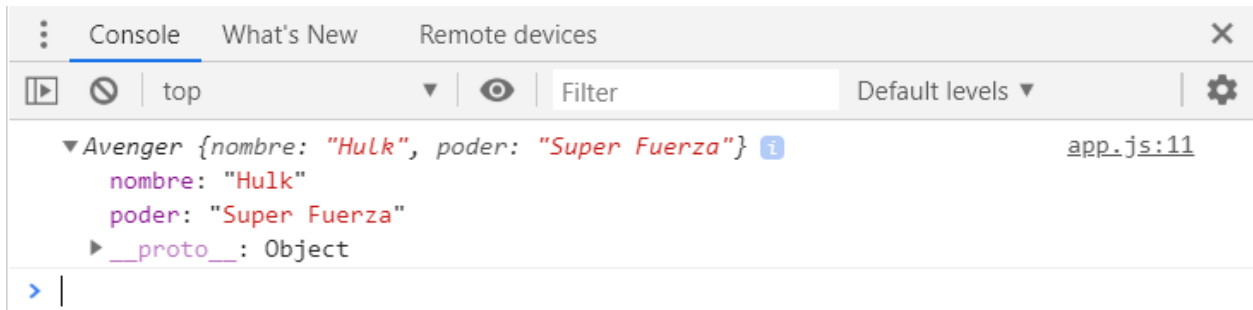 Console What's New Remote devices
top Filter Default levels
Avenger {nombre: "Hulk", poder: "Super Fuerza"} i app.js:11
nombre: "Hulk"
poder: "Super Fuerza"
__proto__: Object
>